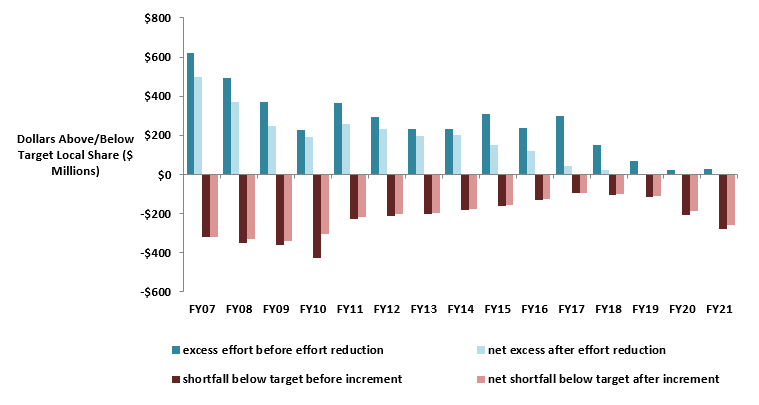 $800
$600
$400
$200
$0
-$200
-$400
-$600
Dollars Above/Below
Target Local Share ($
Millions)
FY07 FY08 FY09 FY10 FY11 FY12 FY13 FY14 FY15 FY16 FY17 FY18 FY19 FY20 FY21
excess effort before effort reduction
net excess after effort reduction
shortfall below target before increment
net shortfall below target after increment